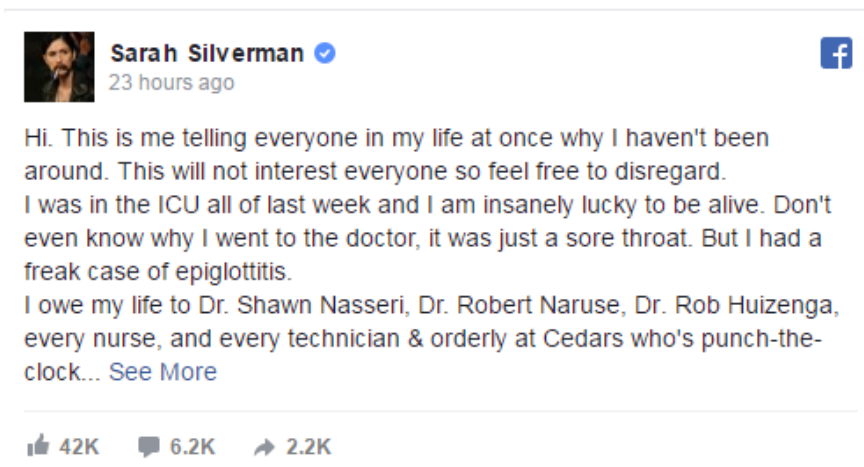 Sarah Silverman
23 hours ago
Hi. This is me telling everyone in my life at once why I haven't been
around. This will not interest everyone so feel free to disregard.
I was in the ICU all of last week and I am insanely lucky to be alive. Don't
even know why I went to the doctor, it was just a sore throat. But I had a
freak case of epiglottitis.
I owe my life to Dr. Shawn Nasseri, Dr. Robert Naruse, Dr. Rob Huizenga,
every nurse, and every technician & orderly at Cedars who's punch-the-
clock... See More
42K 6.2K 2.2K